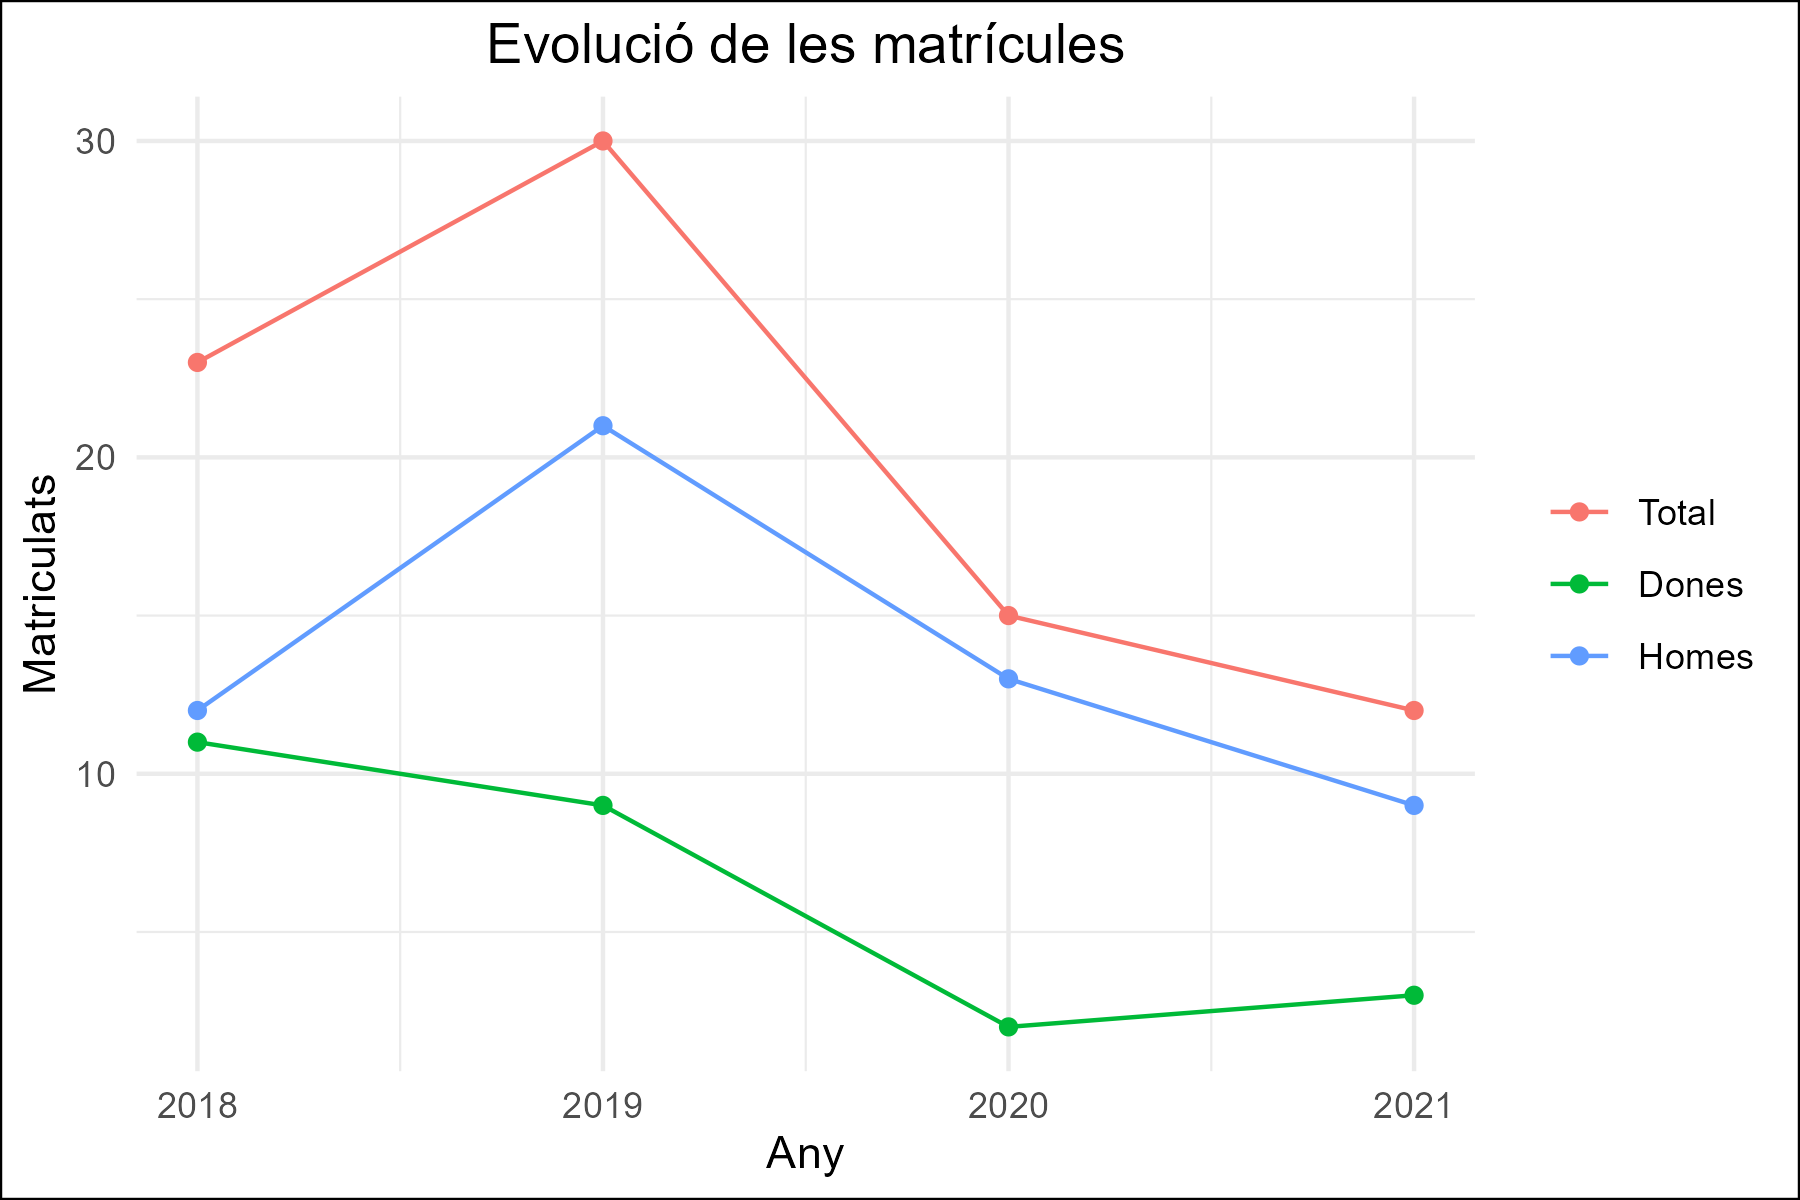 Evolució de les matrícules
30
20
10
Matriculats
2018 2019 2020 2021
Any
Total
Dones
Homes